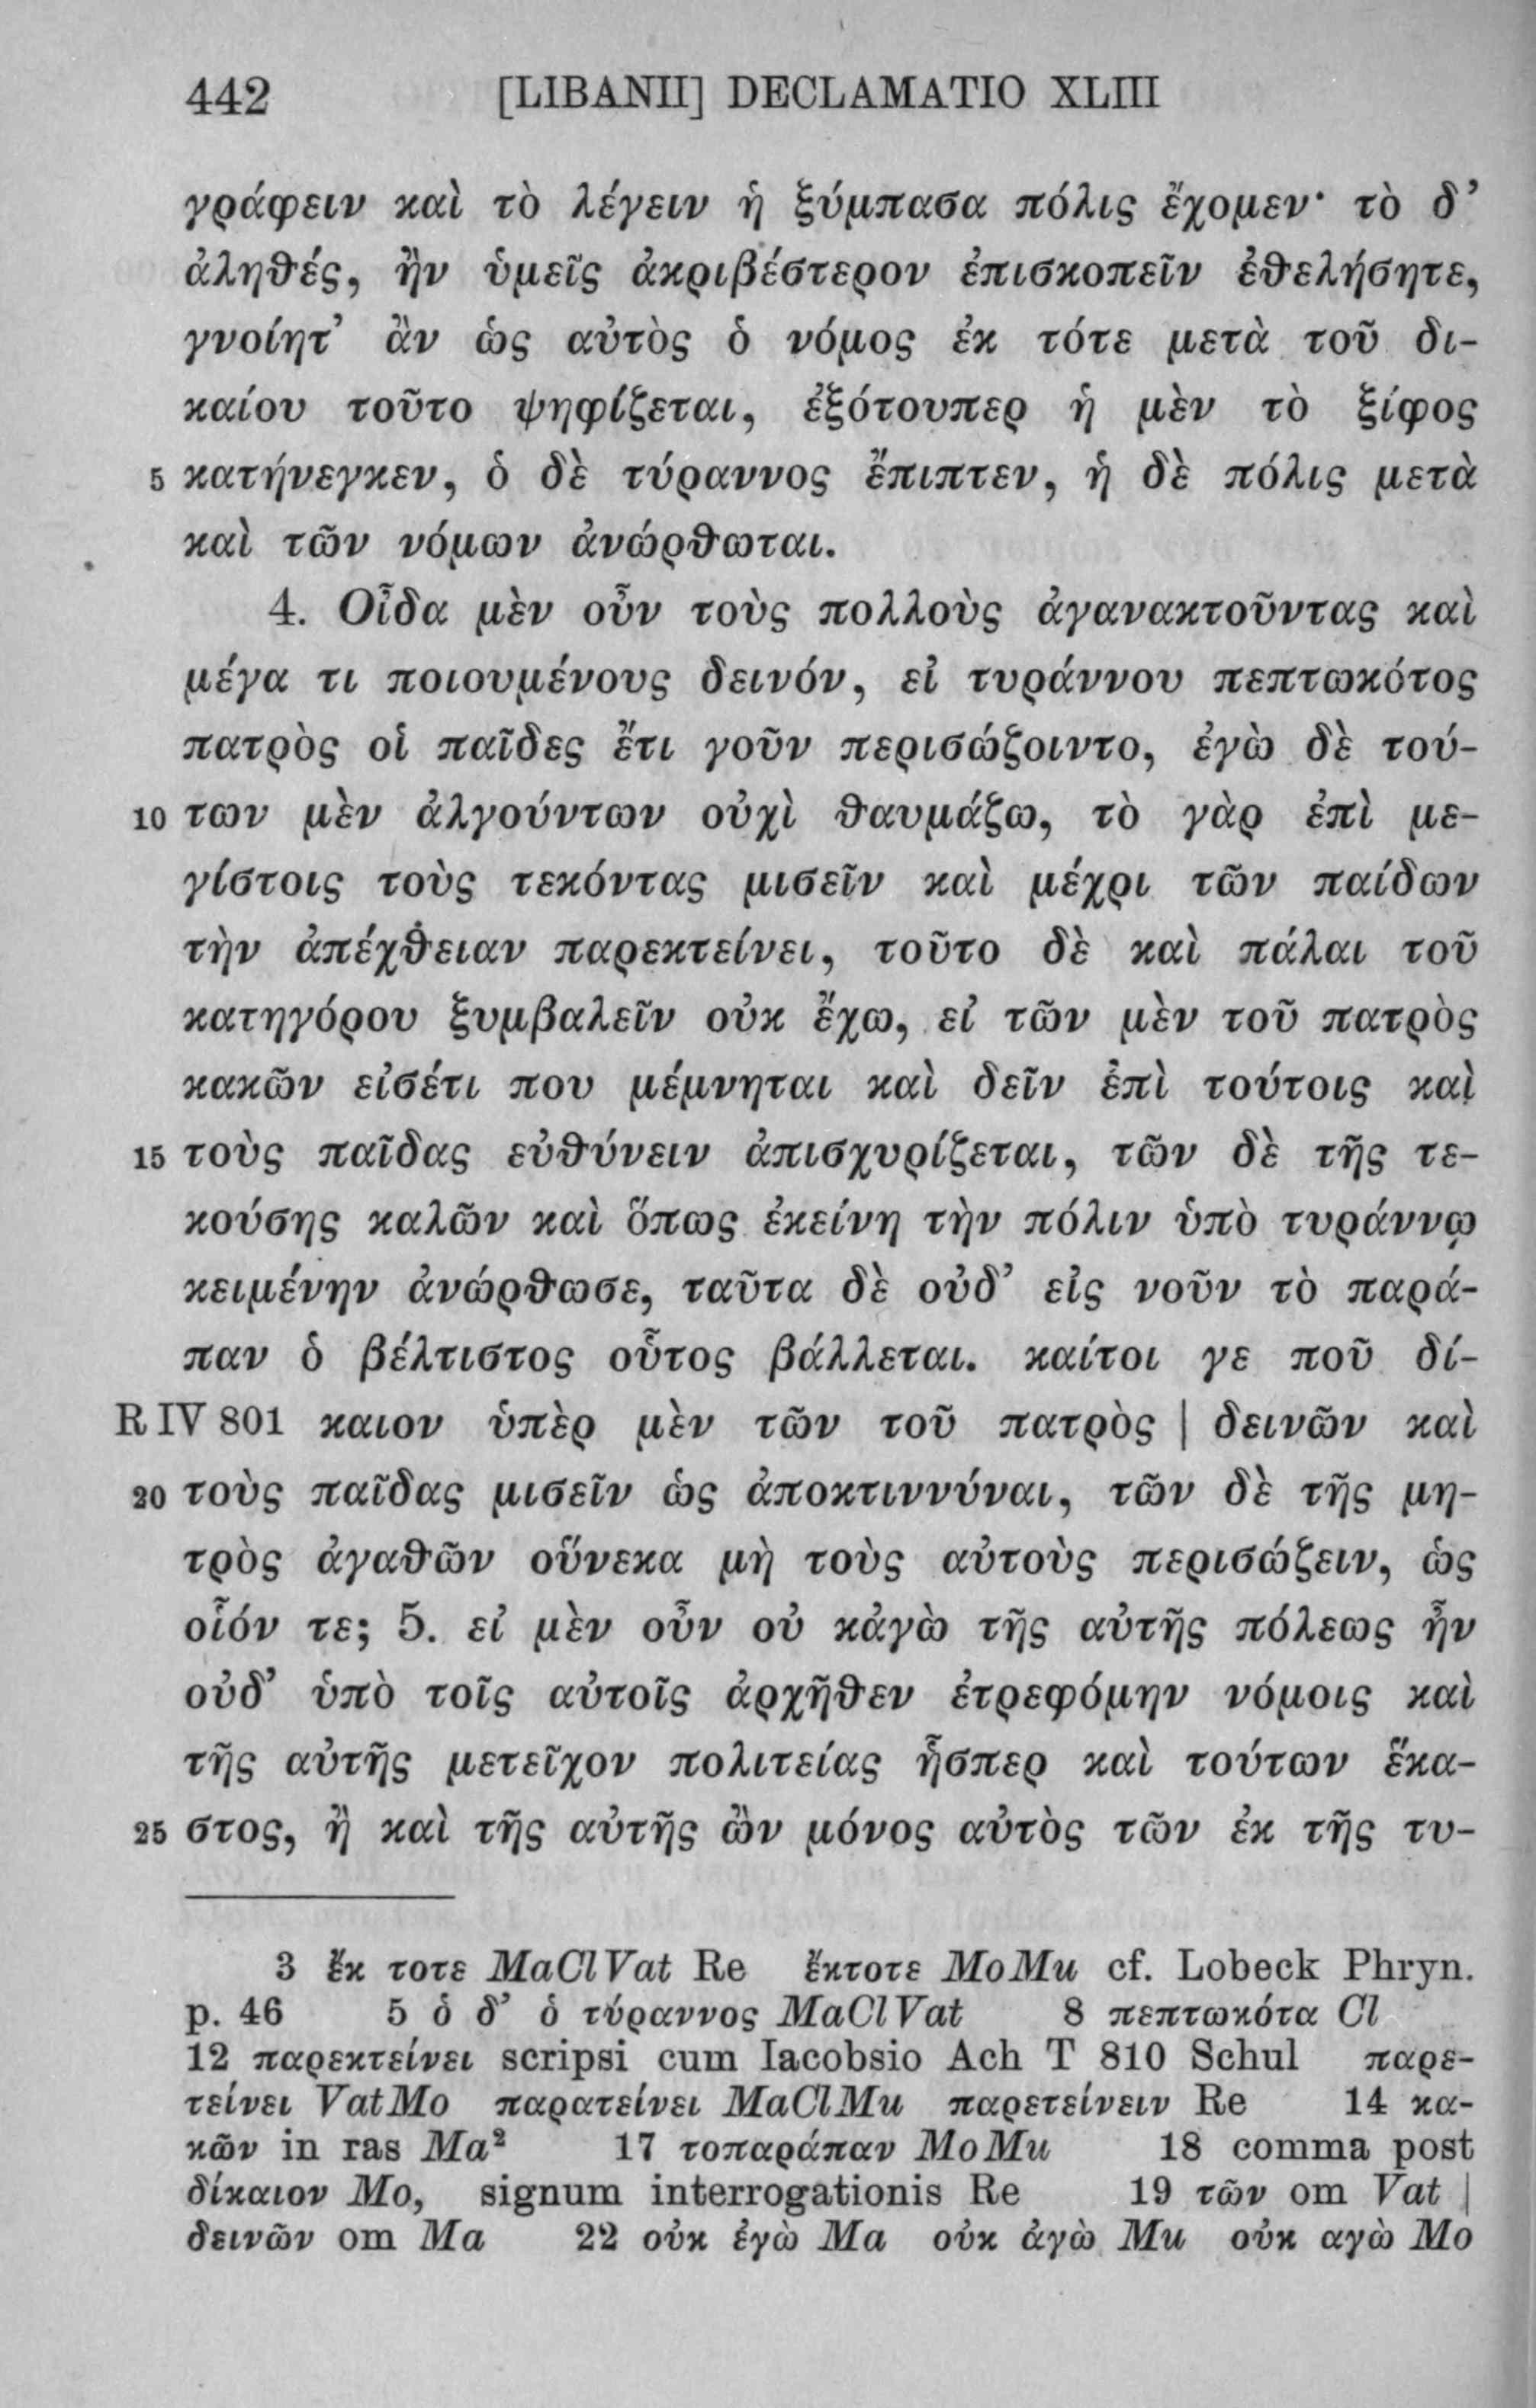 442 [LIBANII] DECLAMATIO XLIII
γράφειν καὶ τὸ λέγειν ἡ ξύμπασα πόλις ἔχομεν· τὸ δ’
ἀληθές, ἢν ὑμεῖς ἀκριβέστερον ἐπισκοπεῖν ἐθελήσητε,
γνοίητ’ ἂν ὡς αὐτὸς ὁ νόμος ἐκ τότε μετὰ τοῦ δι-
καίου τοῦτο ψηφίζεται, ἐξότουπερ ἡ μὲν τὸ ξίφος
5 κατήνεγκεν, ὁ δὲ τύραννος ἔπιπτεν, ἡ δὲ πόλις μετὰ
καὶ τῶν νόμων ἀνώρθωται.
4. Οἶδα μὲν οὖν τοὺς πολλοὺς ἀγανακτοῦντας καὶ
μέγα τι ποιουμένους δεινόν, εἰ τυράννου πεπτωκότος
πατρὸς οἱ παῖδες ἔτι γοῦν περισώζοιντο, ἐγὼ δὲ τού-
10 των μὲν ἀλγούντων οὐχὶ θαυμάζω, τὸ γὰρ ἐπὶ με-
γίστοις τοὺς τεκόντας μισεῖν καὶ μέχρι τῶν παίδων
τὴν ἀπέχθειαν παρεκτείνει, τοῦτο δὲ καὶ πάλαι τοῦ
κατηγόρου ξυμβαλεῖν οὐκ ἔχω, εἰ τῶν μὲν τοῦ πατρὸς
κακῶν εἰσέτι που μέμνηται καὶ δεῖν ἐπὶ τούτοις καὶ
15 τοὺς παῖδας εὐθύνειν ἀπισχυρίζεται, τῶν δὲ τῆς τε-
κούσης καλῶν καὶ ὅπως ἐκείνη τὴν πόλιν ὑπὸ τυράννῳ
κειμένην ἀνώρθωσε, ταῦτα δὲ οὐδ’ εἰς νοῦν τὸ παρά-
παν ὁ βέλτιστος οὗτος βάλλεται. καίτοι γε ποῦ δί-
R IV 801 καιον ὑπὲρ μὲν τῶν τοῦ πατρὸς | δεινῶν καὶ
20 τοὺς παῖδας μισεῖν ὡς ἀποκτιννύναι, τῶν δὲ τῆς μη-
τρὸς ἀγαθῶν οὕνεκα μὴ τοὺς αὐτοὺς περισώζειν, ὡς
οἷόν τε; 5. εἰ μὲν οὖν οὐ κἀγὼ τῆς αὐτῆς πόλεως ἦν
οὐδ’ ὑπὸ τοῖς αὐτοῖς ἀρχῆθεν ἐτρεφόμην νόμοις καὶ
τῆς αὐτῆς μετεῖχον πολιτείας ἧσπερ καὶ τούτων ἕκα-
25 στος, ἢ καὶ τῆς αὐτῆς ὢν μόνος αὐτὸς τῶν ἐκ τῆς τυ-
3 ἔκ τοτε MaClVat Re ἔκτοτε MoMu cf. Lobeck Phryn.
p. 46 5 ὁ δ’ ὁ τύραννος MaClVat 8 πεπτωκότα Cl
12 παρεκτείνει scripsi cum Iacobsio Ach T 810 Schul παρε-
τείνει VatMo παρατείνει MaClMu παρετείνειν Re 14 κα-
κῶν in ras Ma² 17 τοπαράπαν MoMu 18 comma post
δίκαιον Mo, signum interrogationis Re 19 τῶν om Vat |
δεινῶν om Ma 22 οὐκ ἐγὼ Ma οὐκ ἀγὼ Mu οὐκ αγὼ Mo